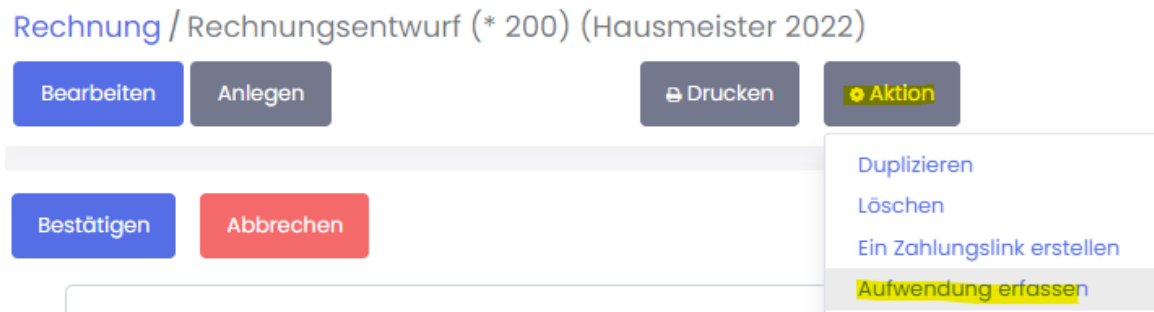 Rechnung / Rechnungsentwurf (* 200) (Hausmeister 2022)
Bearbeiten Anlegen Drucken Aktion
Duplizieren
Löschen
Bestätigen Abbrechen
Ein Zahlungslink erstellen
Aufwendung erfassen